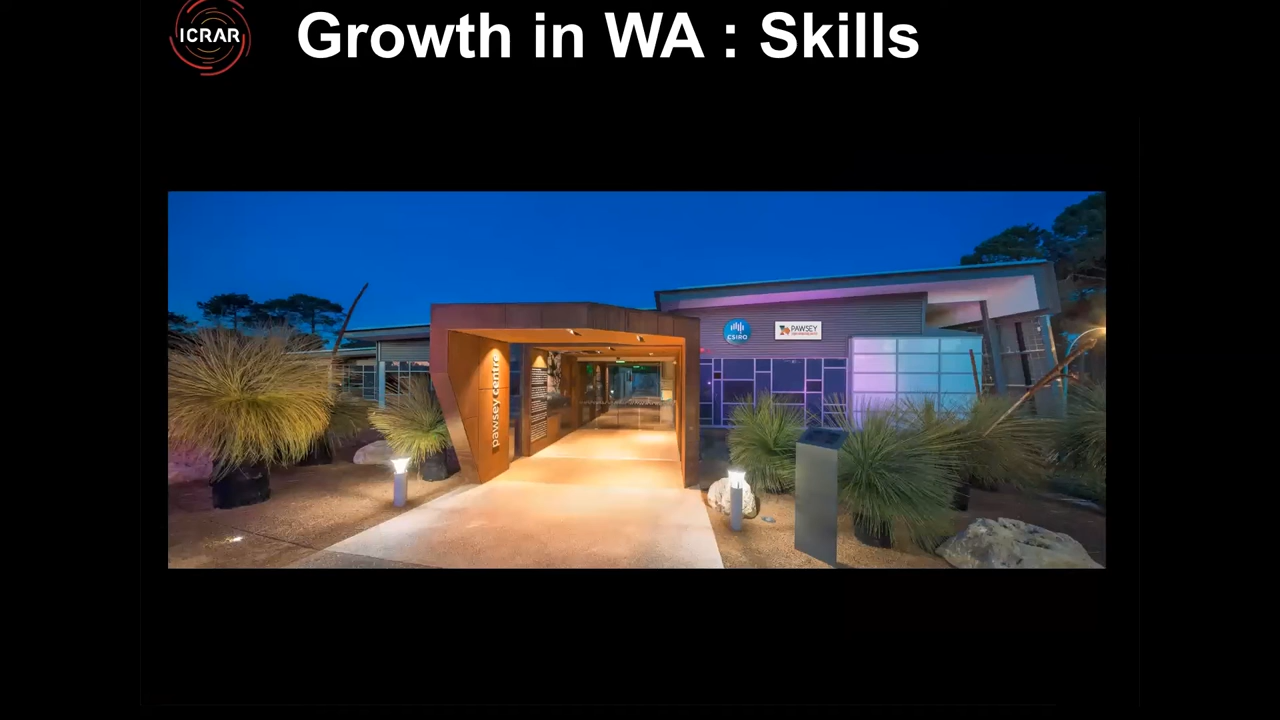 ICRAR
Growth in WA : Skills
CSIRO
PAWSEY
pawsey centre